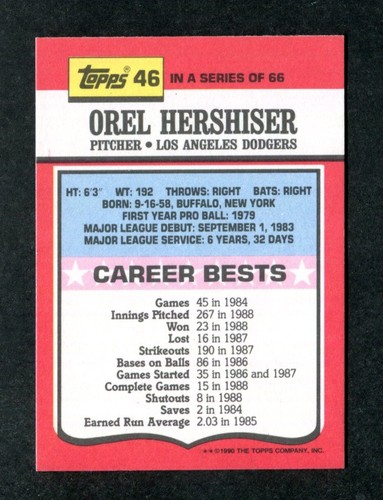 Topps® 46 IN A SERIES OF 66
OREL HERSHISER
PITCHER • LOS ANGELES DODGERS
HT: 6'3" WT: 192 THROWS: RIGHT BATS: RIGHT
BORN: 9-16-58, BUFFALO, NEW YORK
FIRST YEAR PRO BALL: 1979
MAJOR LEAGUE DEBUT: SEPTEMBER 1, 1983
MAJOR LEAGUE SERVICE: 6 YEARS, 32 DAYS
CAREER BESTS
Games 45 in 1984
Innings Pitched 267 in 1988
Won 23 in 1988
Lost 16 in 1987
Strikeouts 190 in 1987
Bases on Balls 86 in 1986
Games Started 35 in 1986 and 1987
Complete Games 15 in 1988
Shutouts 8 in 1988
Saves 2 in 1984
Earned Run Average 2.03 in 1985
**©1990 THE TOPPS COMPANY, INC.